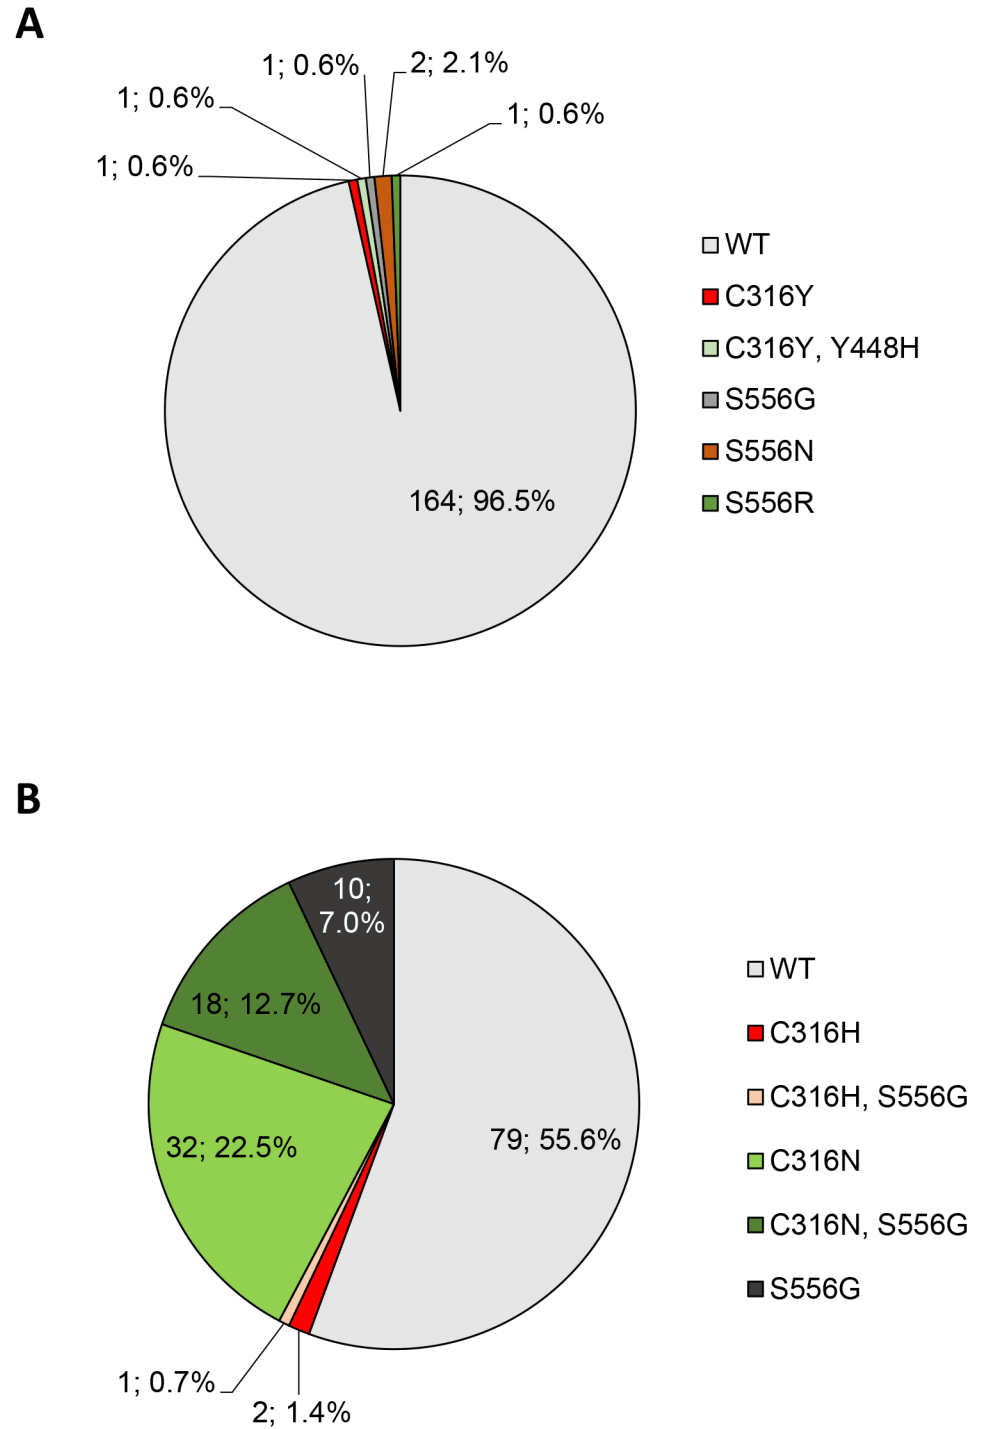 A
1; 0.6%
2; 2.1%
1; 0.6%
1; 0.6%
1; 0.6%
WT
C316Y
C316Y, Y448H
S556G
S556N
S556R
164; 96.5%
B
10;
7.0%
18; 12.7%
32; 22.5%
79; 55.6%
1; 0.7%
2; 1.4%
WT
C316H
C316H, S556G
C316N
C316N, S556G
S556G